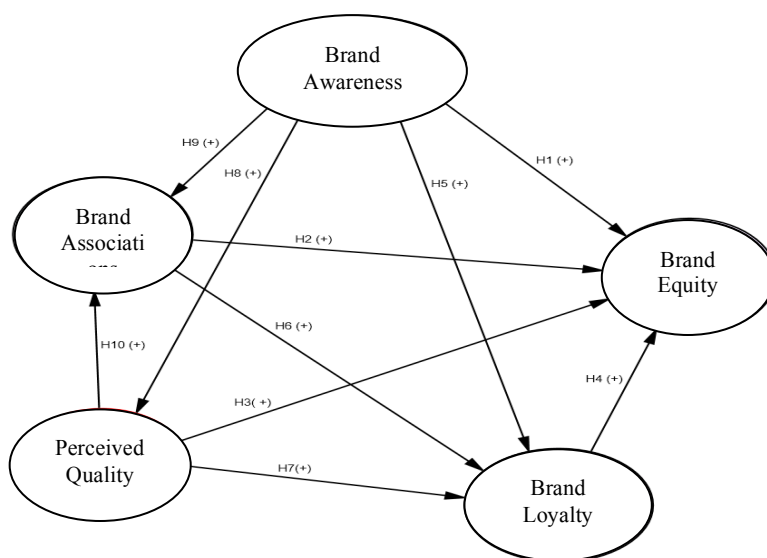 Brand
Awareness
H9 (+)
H8 (+)
H5 (+)
H1 (+)
Brand
Associati
H2 (+)
Brand
Equity
H6 (+)
H10 (+)
H3( +)
H4 (+)
Perceived
Quality
H7(+)
Brand
Loyalty